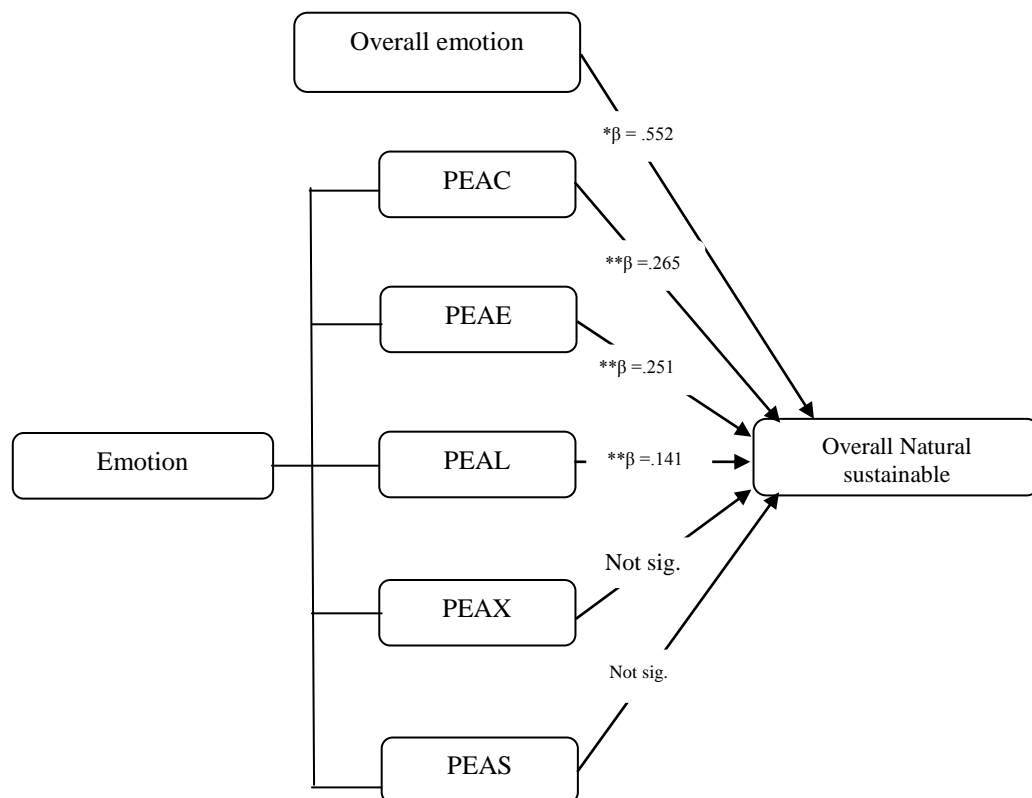 Overall emotion
*β = .552
PEAC
**β =.265
PEAE
**β =.251
Emotion
PEAL
**β =.141
Overall Natural
sustainable
Not sig.
PEAX
Not sig.
PEAS